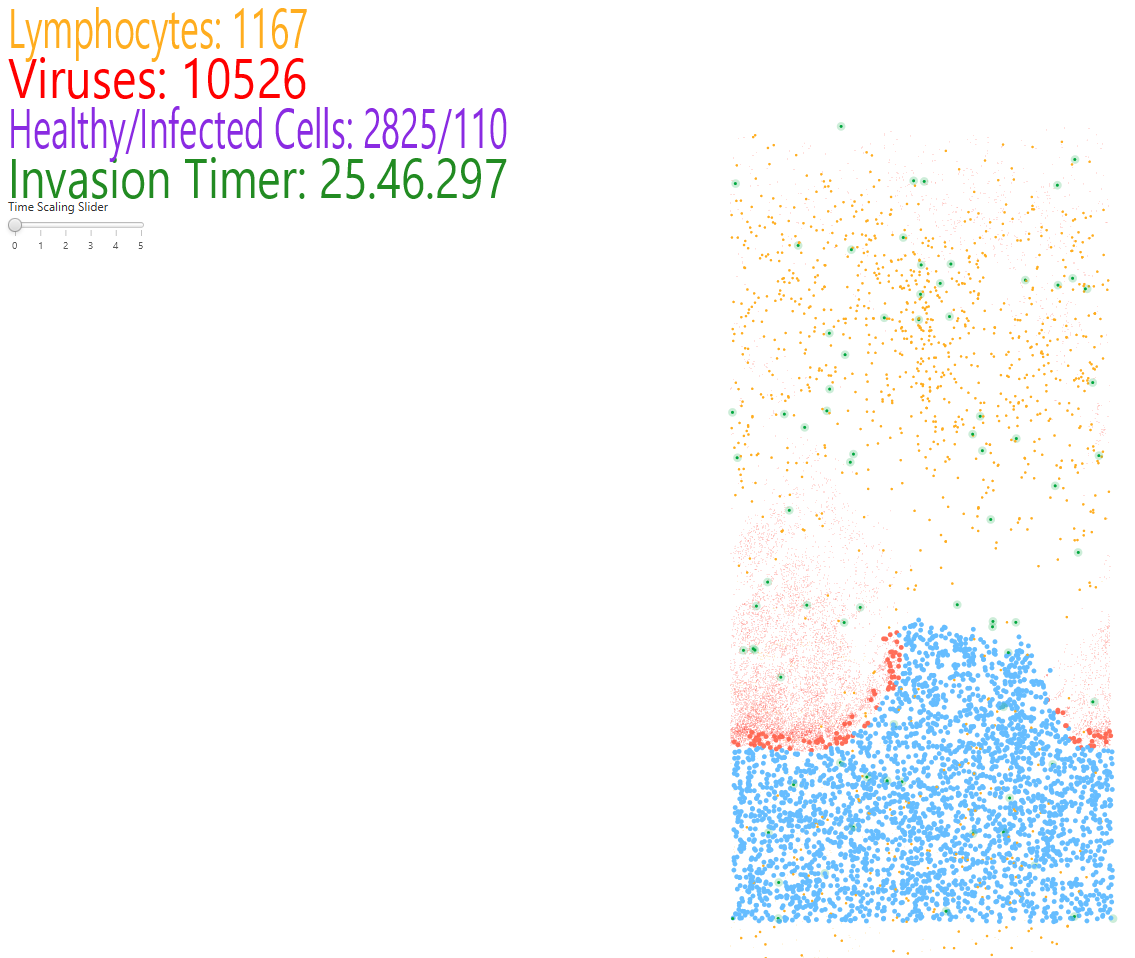 Lymphocytes: 1167
Viruses: 10526
Healthy/Infected Cells: 2825/110
Invasion Timer: 25.46.297
Time Scaling Slider
0 1 2 3 4 5